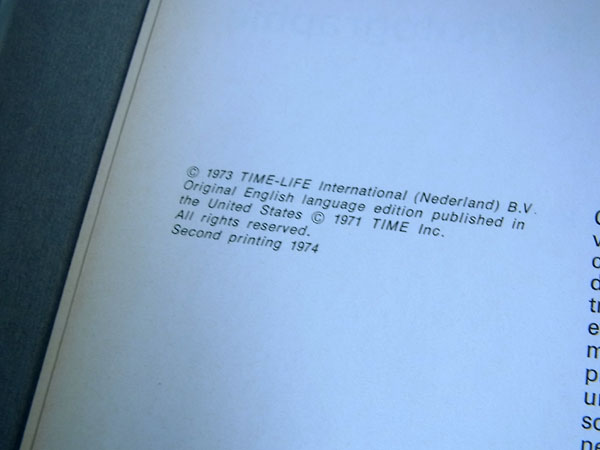 © 1973 TIME-LIFE International (Nederland) B.V.
Original English language edition published in
the United States © 1971 TIME Inc.
All rights reserved.
Second printing 1974